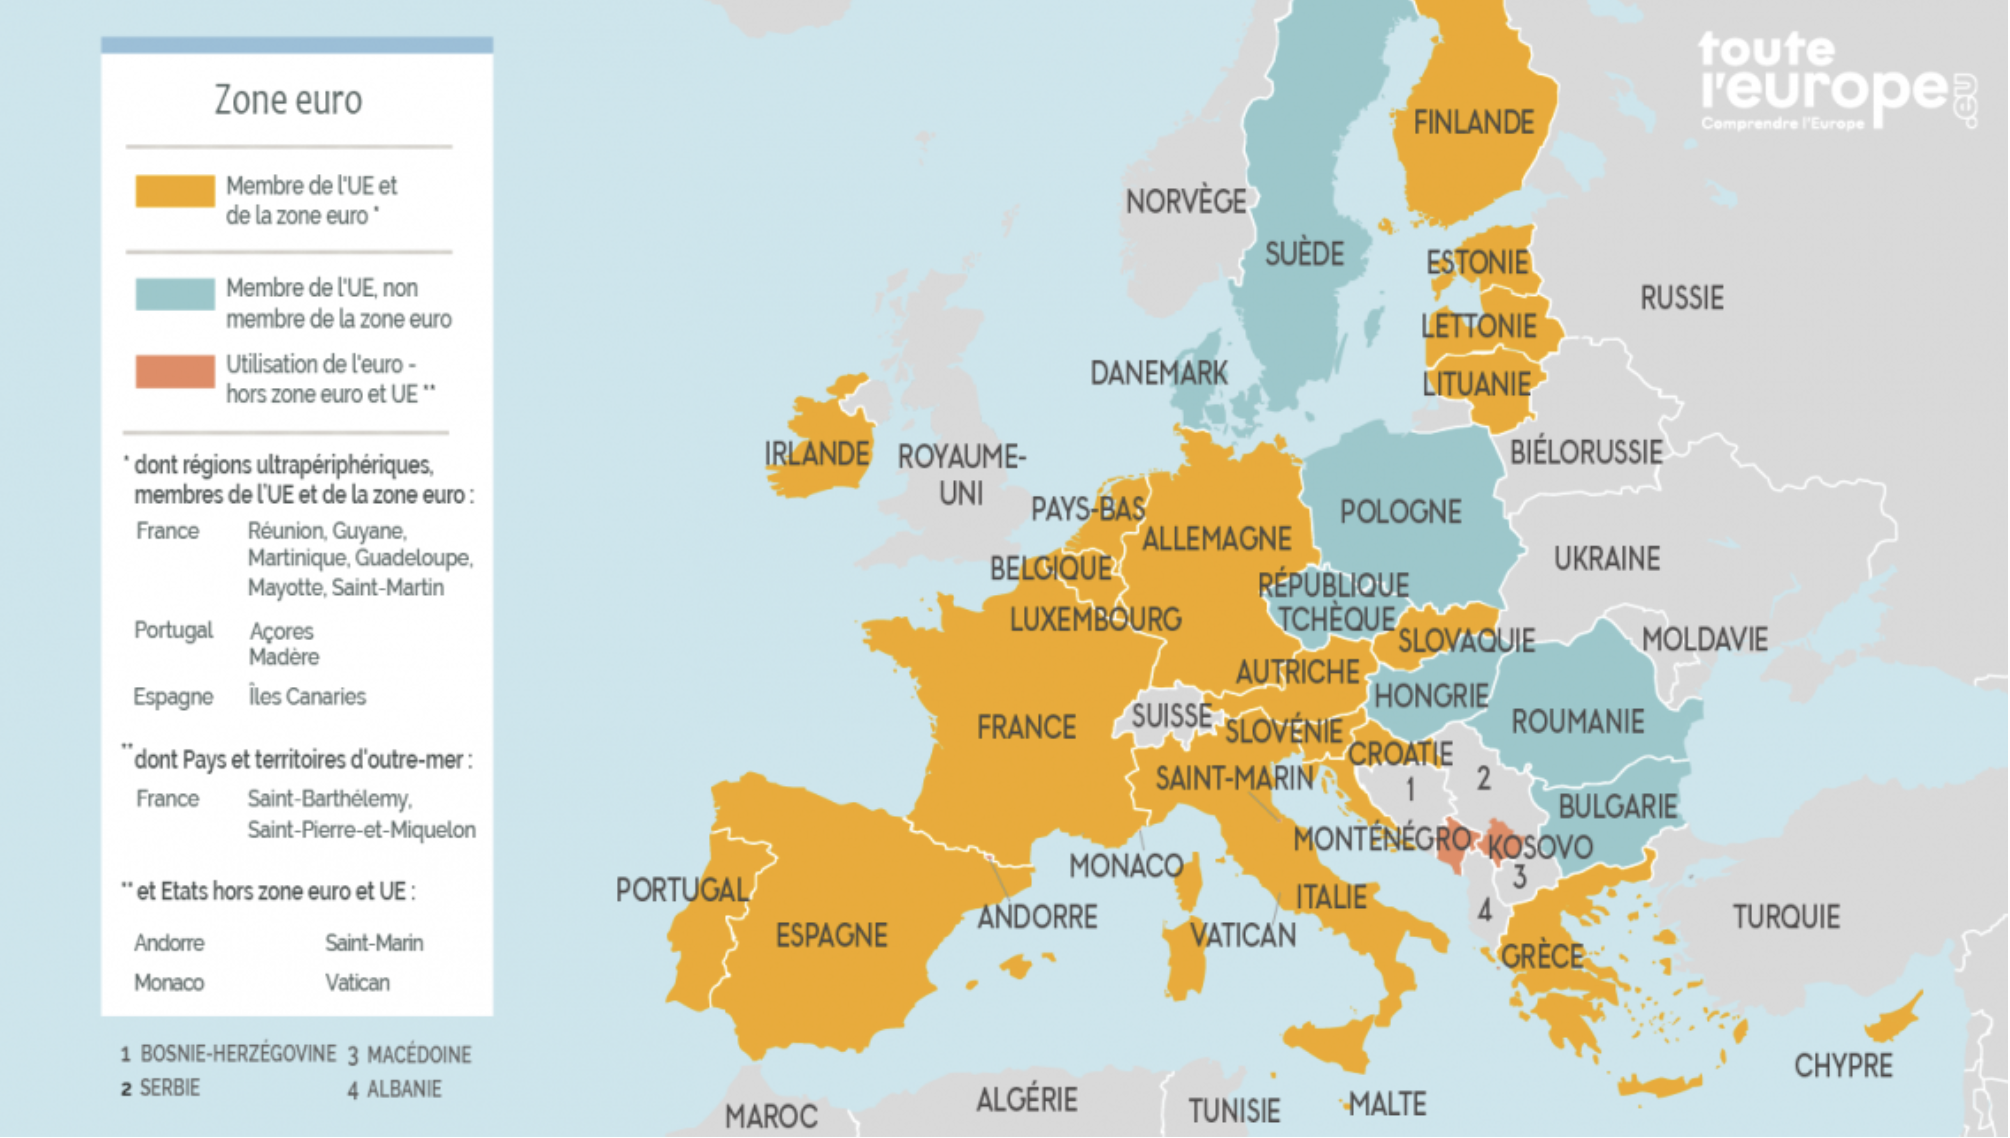 Zone euro
Membre de l'UE et
de la zone euro *
Membre de l'UE, non
membre de la zone euro
Utilisation de l'euro -
hors zone euro et UE **
* dont régions ultrapériphériques,
membres de l'UE et de la zone euro :
France Réunion, Guyane,
Martinique, Guadeloupe,
Mayotte, Saint-Martin
Portugal Açores
Madère
Espagne Îles Canaries
** dont Pays et territoires d'outre-mer :
France Saint-Barthélemy,
Saint-Pierre-et-Miquelon
** et Etats hors zone euro et UE :
Andorre Saint-Marin
Monaco Vatican
1 BOSNIE-HERZÉGOVINE 3 MACÉDOINE
2 SERBIE 4 ALBANIE
toute
l'europe.eu
Comprendre l'Europe
FINLANDE
NORVÈGE
SUÈDE
ESTONIE
RUSSIE
LETTONIE
DANEMARK
LITUANIE
IRLANDE
ROYAUME-
UNI
BIÉLORUSSIE
PAYS-BAS
POLOGNE
ALLEMAGNE
UKRAINE
BELGIQUE
RÉPUBLIQUE
TCHÈQUE
LUXEMBOURG
SLOVAQUIE
MOLDAVIE
AUTRICHE
HONGRIE
SUISSE
ROUMANIE
FRANCE
SLOVÉNIE
CROATIE
SAINT-MARIN
1
2
BULGARIE
MONTÉNÉGRO
KOSOVO
MONACO
3
PORTUGAL
ITALIE
4
ANDORRE
TURQUIE
ESPAGNE
VATICAN
GRÈCE
CHYPRE
ALGÉRIE
MALTE
TUNISIE
MAROC